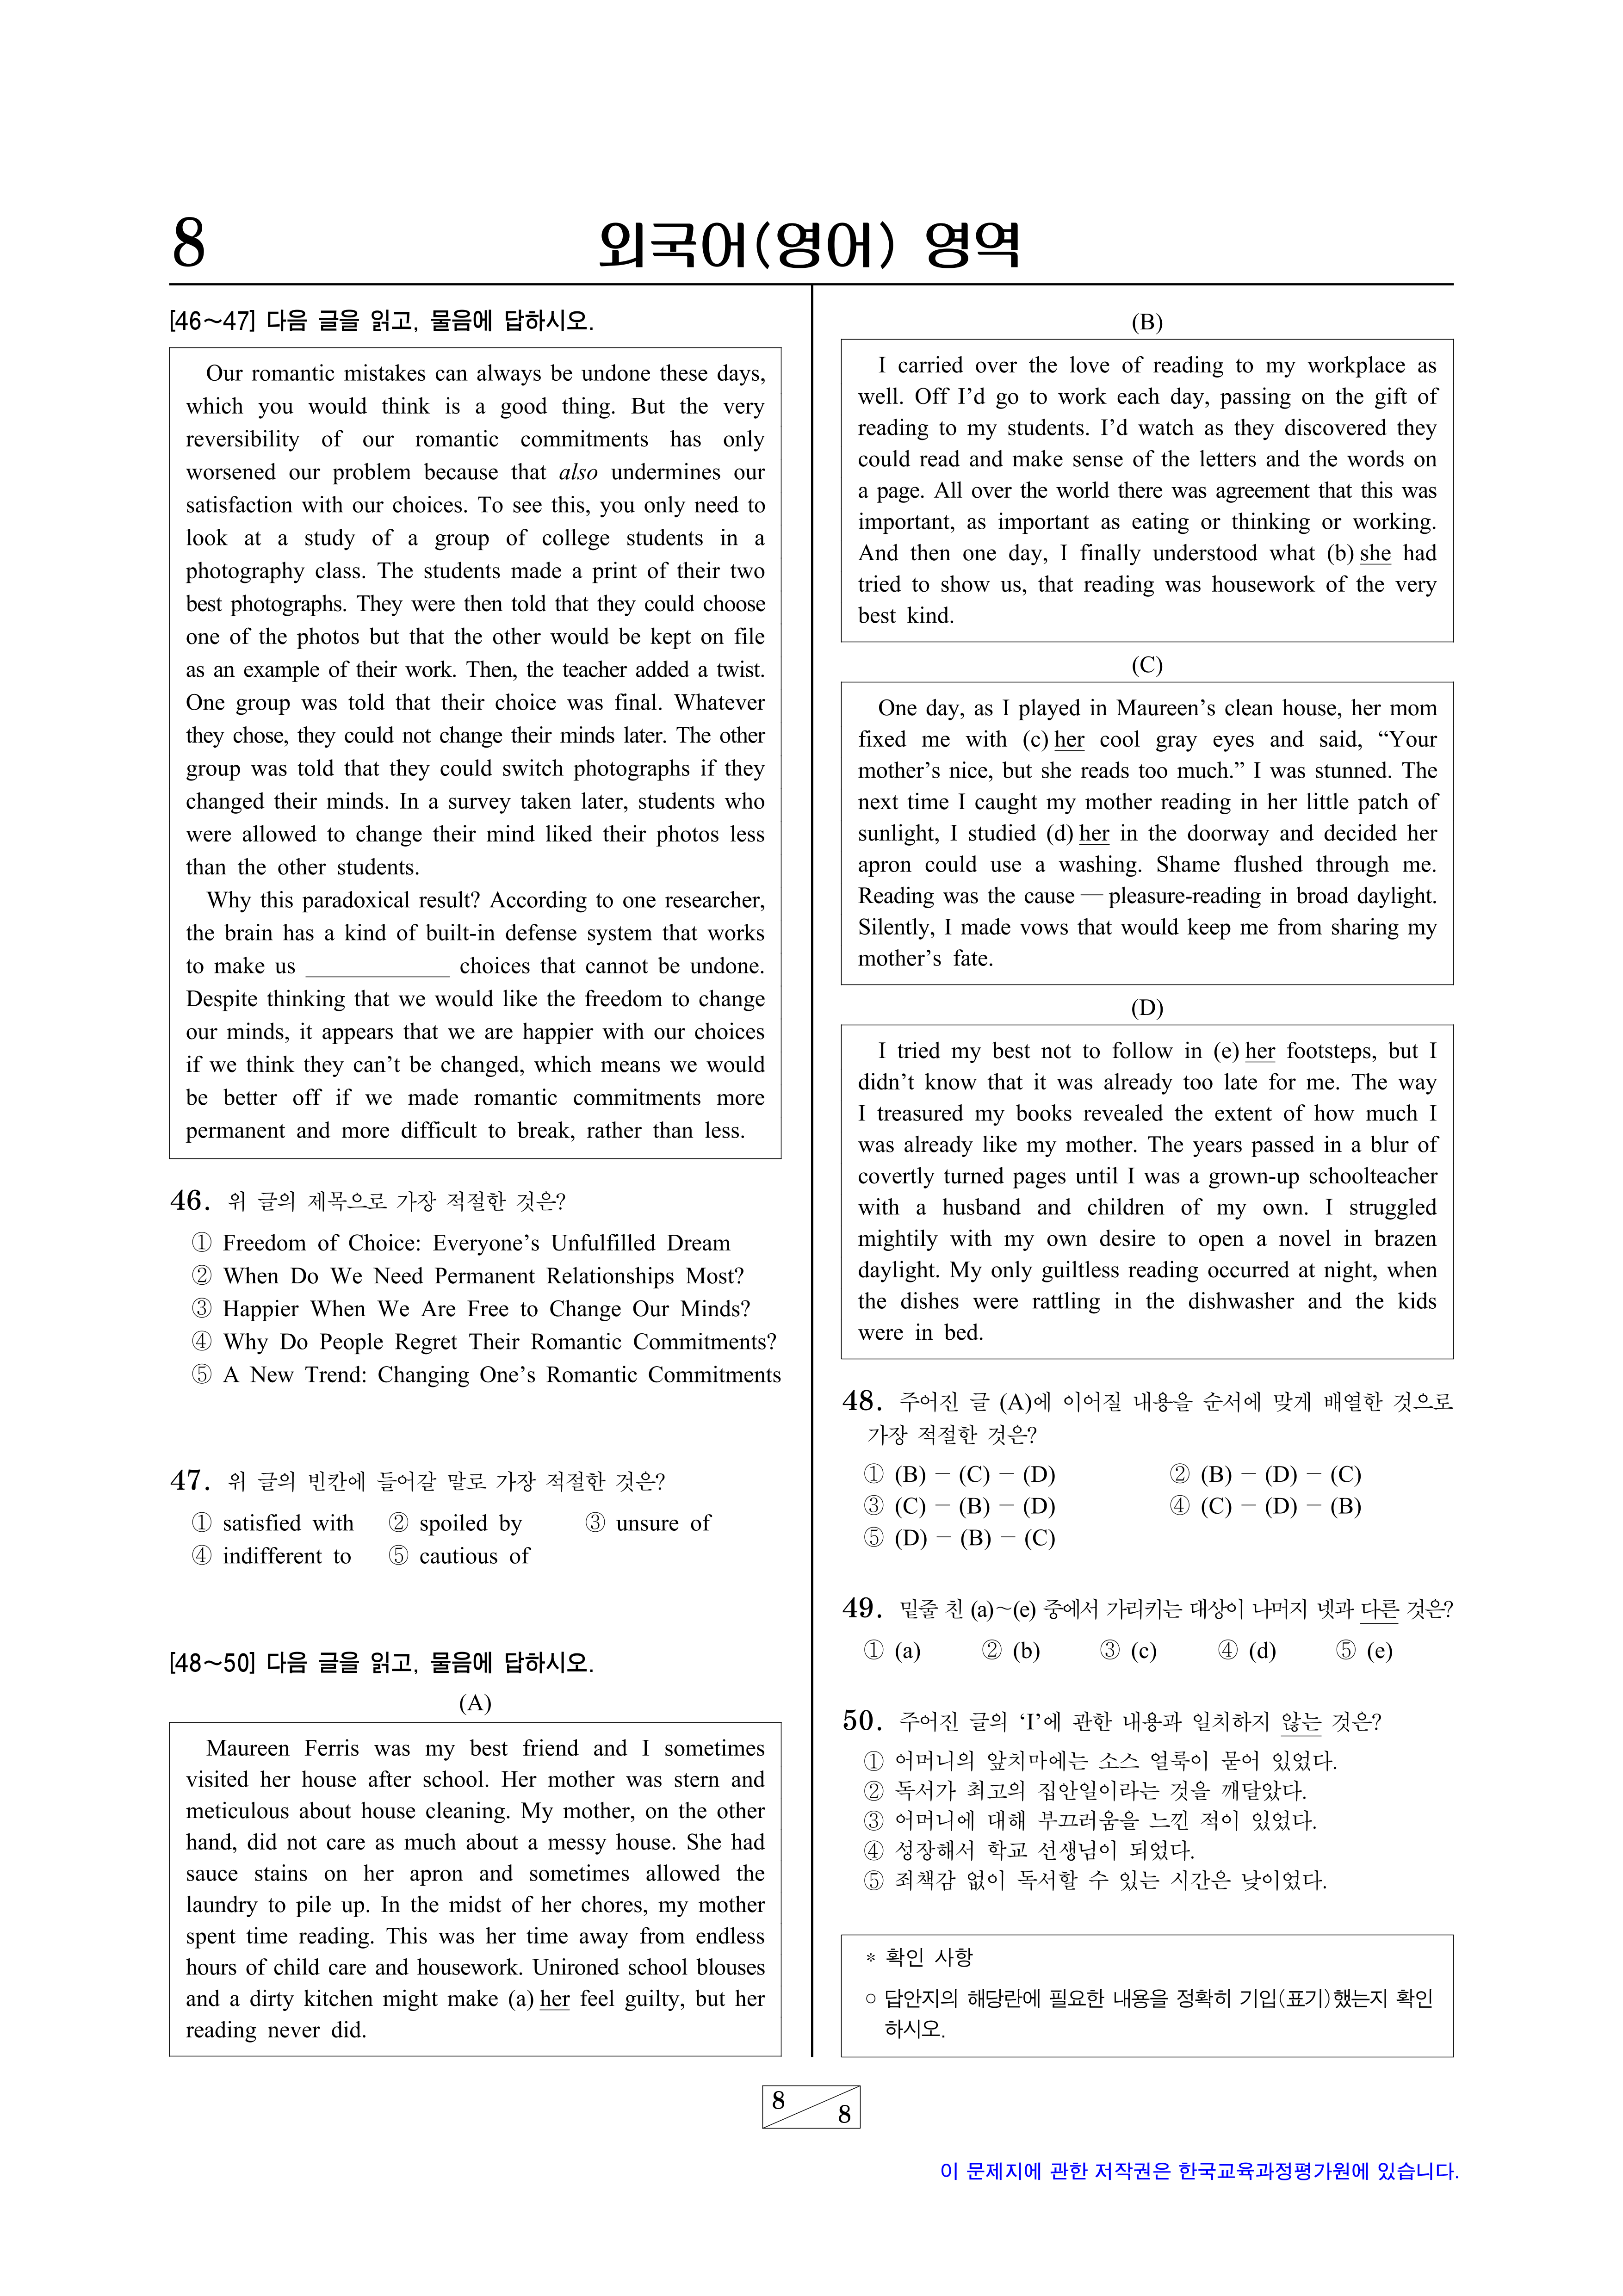 8
외국어(영어) 영역
[46~47] 다음 글을 읽고, 물음에 답하시오.
Our romantic mistakes can always be undone these days,
which you would think is a good thing. But the very
reversibility of our romantic commitments has only
worsened our problem because that also undermines our
satisfaction with our choices. To see this, you only need to
look at a study of a group of college students in a
photography class. The students made a print of their two
best photographs. They were then told that they could choose
one of the photos but that the other would be kept on file
as an example of their work. Then, the teacher added a twist.
One group was told that their choice was final. Whatever
they chose, they could not change their minds later. The other
group was told that they could switch photographs if they
changed their minds. In a survey taken later, students who
were allowed to change their mind liked their photos less
than the other students.
Why this paradoxical result? According to one researcher,
the brain has a kind of built-in defense system that works
to make us ____________ choices that cannot be undone.
Despite thinking that we would like the freedom to change
our minds, it appears that we are happier with our choices
if we think they can't be changed, which means we would
be better off if we made romantic commitments more
permanent and more difficult to break, rather than less.
46. 위 글의 제목으로 가장 적절한 것은?
① Freedom of Choice: Everyone's Unfulfilled Dream
② When Do We Need Permanent Relationships Most?
③ Happier When We Are Free to Change Our Minds?
④ Why Do People Regret Their Romantic Commitments?
⑤ A New Trend: Changing One's Romantic Commitments
47. 위 글의 빈칸에 들어갈 말로 가장 적절한 것은?
① satisfied with ② spoiled by ③ unsure of
④ indifferent to ⑤ cautious of
[48~50] 다음 글을 읽고, 물음에 답하시오.
(A)
Maureen Ferris was my best friend and I sometimes
visited her house after school. Her mother was stern and
meticulous about house cleaning. My mother, on the other
hand, did not care as much about a messy house. She had
sauce stains on her apron and sometimes allowed the
laundry to pile up. In the midst of her chores, my mother
spent time reading. This was her time away from endless
hours of child care and housework. Unironed school blouses
and a dirty kitchen might make (a) her feel guilty, but her
reading never did.
(B)
I carried over the love of reading to my workplace as
well. Off I'd go to work each day, passing on the gift of
reading to my students. I'd watch as they discovered they
could read and make sense of the letters and the words on
a page. All over the world there was agreement that this was
important, as important as eating or thinking or working.
And then one day, I finally understood what (b) she had
tried to show us, that reading was housework of the very
best kind.
(C)
One day, as I played in Maureen's clean house, her mom
fixed me with (c) her cool gray eyes and said, "Your
mother's nice, but she reads too much." I was stunned. The
next time I caught my mother reading in her little patch of
sunlight, I studied (d) her in the doorway and decided her
apron could use a washing. Shame flushed through me.
Reading was the cause — pleasure-reading in broad daylight.
Silently, I made vows that would keep me from sharing my
mother's fate.
(D)
I tried my best not to follow in (e) her footsteps, but I
didn't know that it was already too late for me. The way
I treasured my books revealed the extent of how much I
was already like my mother. The years passed in a blur of
covertly turned pages until I was a grown-up schoolteacher
with a husband and children of my own. I struggled
mightily with my own desire to open a novel in brazen
daylight. My only guiltless reading occurred at night, when
the dishes were rattling in the dishwasher and the kids
were in bed.
48. 주어진 글 (A)에 이어질 내용을 순서에 맞게 배열한 것으로
가장 적절한 것은?
① (B) － (C) － (D) ② (B) － (D) － (C)
③ (C) － (B) － (D) ④ (C) － (D) － (B)
⑤ (D) － (B) － (C)
49. 밑줄 친 (a)~(e) 중에서 가리키는 대상이 나머지 넷과 다른 것은?
① (a) ② (b) ③ (c) ④ (d) ⑤ (e)
50. 주어진 글의 ‘I’에 관한 내용과 일치하지 않는 것은?
① 어머니의 앞치마에는 소스 얼룩이 묻어 있었다.
② 독서가 최고의 집안일이라는 것을 깨달았다.
③ 어머니에 대해 부끄러움을 느낀 적이 있었다.
④ 성장해서 학교 선생님이 되었다.
⑤ 죄책감 없이 독서할 수 있는 시간은 낮이었다.
* 확인 사항
○ 답안지의 해당란에 필요한 내용을 정확히 기입(표기)했는지 확인
하시오.
8
8
이 문제지에 관한 저작권은 한국교육과정평가원에 있습니다.